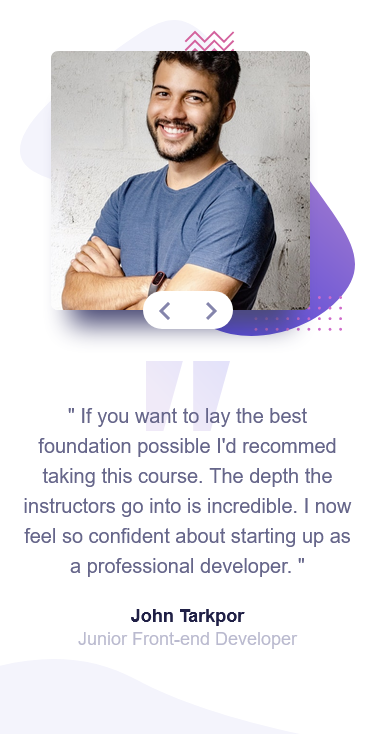 " If you want to lay the best
foundation possible I'd recommed
taking this course. The depth the
instructors go into is incredible. I now
feel so confident about starting up as
a professional developer. "
John Tarkpor
Junior Front-end Developer